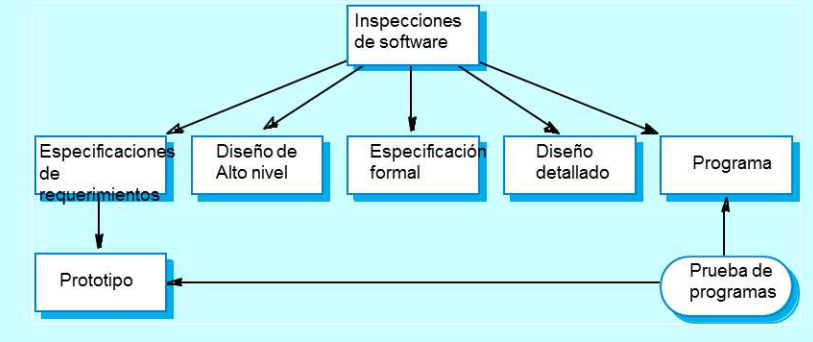 Inspecciones
de software
Especificaciones
de
requerimientos
Diseño de
Alto nivel
Especificación
formal
Diseño
detallado
Programa
Prototipo
Prueba de
programas